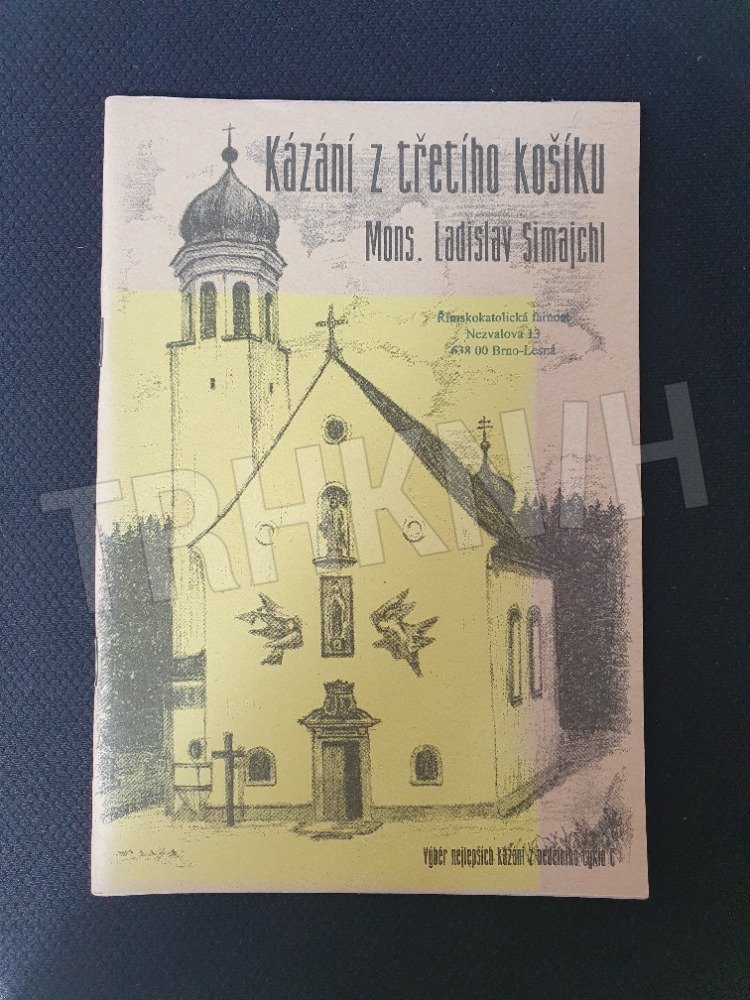 Kázání z třetího košíku
Mons. Ladislav Simajchl
Římskokatolická farnost
Nezvalova 13
638 00 Brno-Lesná
TRHKNIH
Výběr nejlepších kázání z nedělního cyklu C